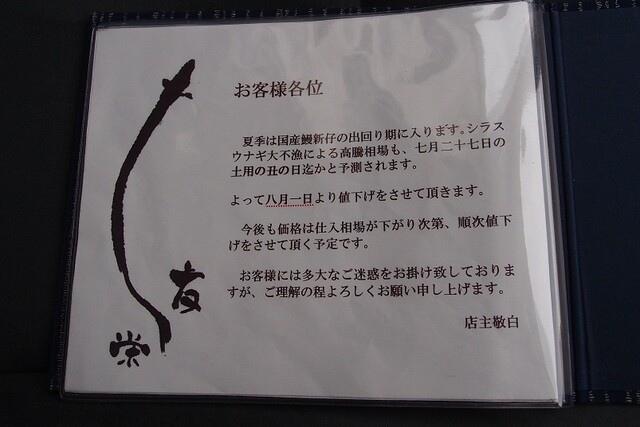 お客様各位
夏季は国産鰻新仔の出回り期に入ります。シラス
ウナギ大不漁による高騰相場も、七月二十七日の
土用の丑の日迄かと予測されます。
よって八月一日より値下げをさせて頂きます。
今後も価格は仕入相場が下がり次第、順次値下
げをさせて頂く予定です。
お客様には多大なご迷惑をお掛け致しておりま
すが、ご理解の程よろしくお願い申し上げます。
店主敬白
友
栄